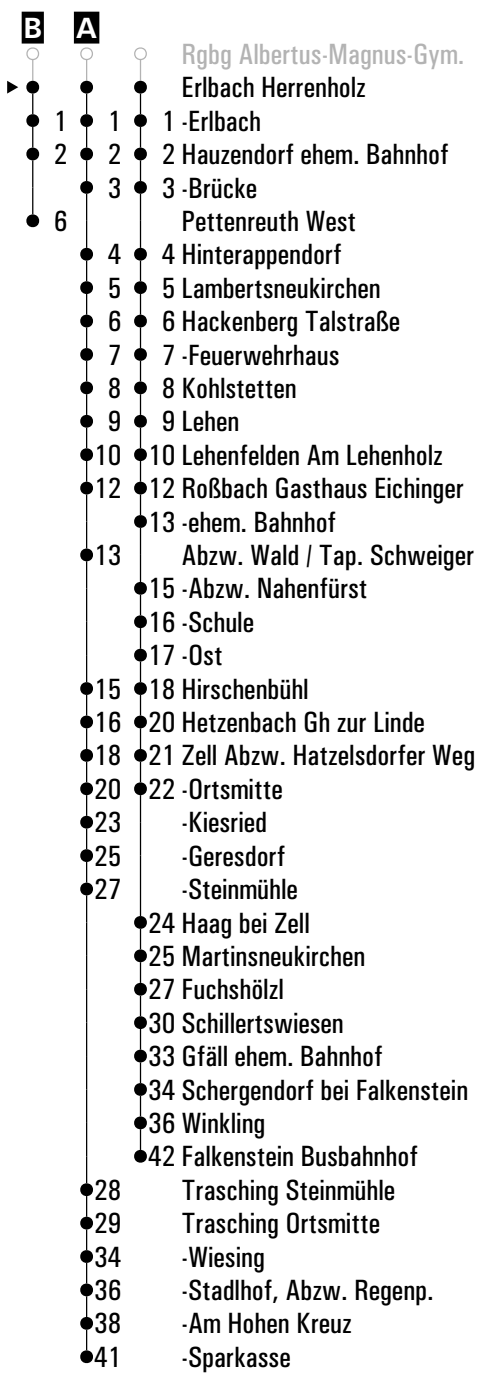 B A
Rgbg Albertus-Magnus-Gym.
Erlbach Herrenholz
1 1 1 -Erlbach
2 2 2 Hauzendorf ehem. Bahnhof
3 3 -Brücke
6 Pettenreuth West
4 4 Hinterappendorf
5 5 Lambertsneukirchen
6 6 Hackenberg Talstraße
7 7 -Feuerwehrhaus
8 8 Kohlstetten
9 9 Lehen
10 10 Lehenfelden Am Lehenholz
12 12 Roßbach Gasthaus Eichinger
13 -ehem. Bahnhof
13 Abzw. Wald / Tap. Schweiger
15 -Abzw. Nahenfürst
16 -Schule
17 -Ost
15 18 Hirschenbühl
16 20 Hetzenbach Gh zur Linde
18 21 Zell Abzw. Hatzelsdorfer Weg
20 22 -Ortsmitte
23 -Kiesried
25 -Geresdorf
27 -Steinmühle
24 Haag bei Zell
25 Martinsneukirchen
27 Fuchshölzl
30 Schillertswiesen
33 Gfäll ehem. Bahnhof
34 Schergendorf bei Falkenstein
36 Winkling
42 Falkenstein Busbahnhof
28 Trasching Steinmühle
29 Trasching Ortsmitte
34 -Wiesing
36 -Stadlhof, Abzw. Regenp.
38 -Am Hohen Kreuz
41 -Sparkasse